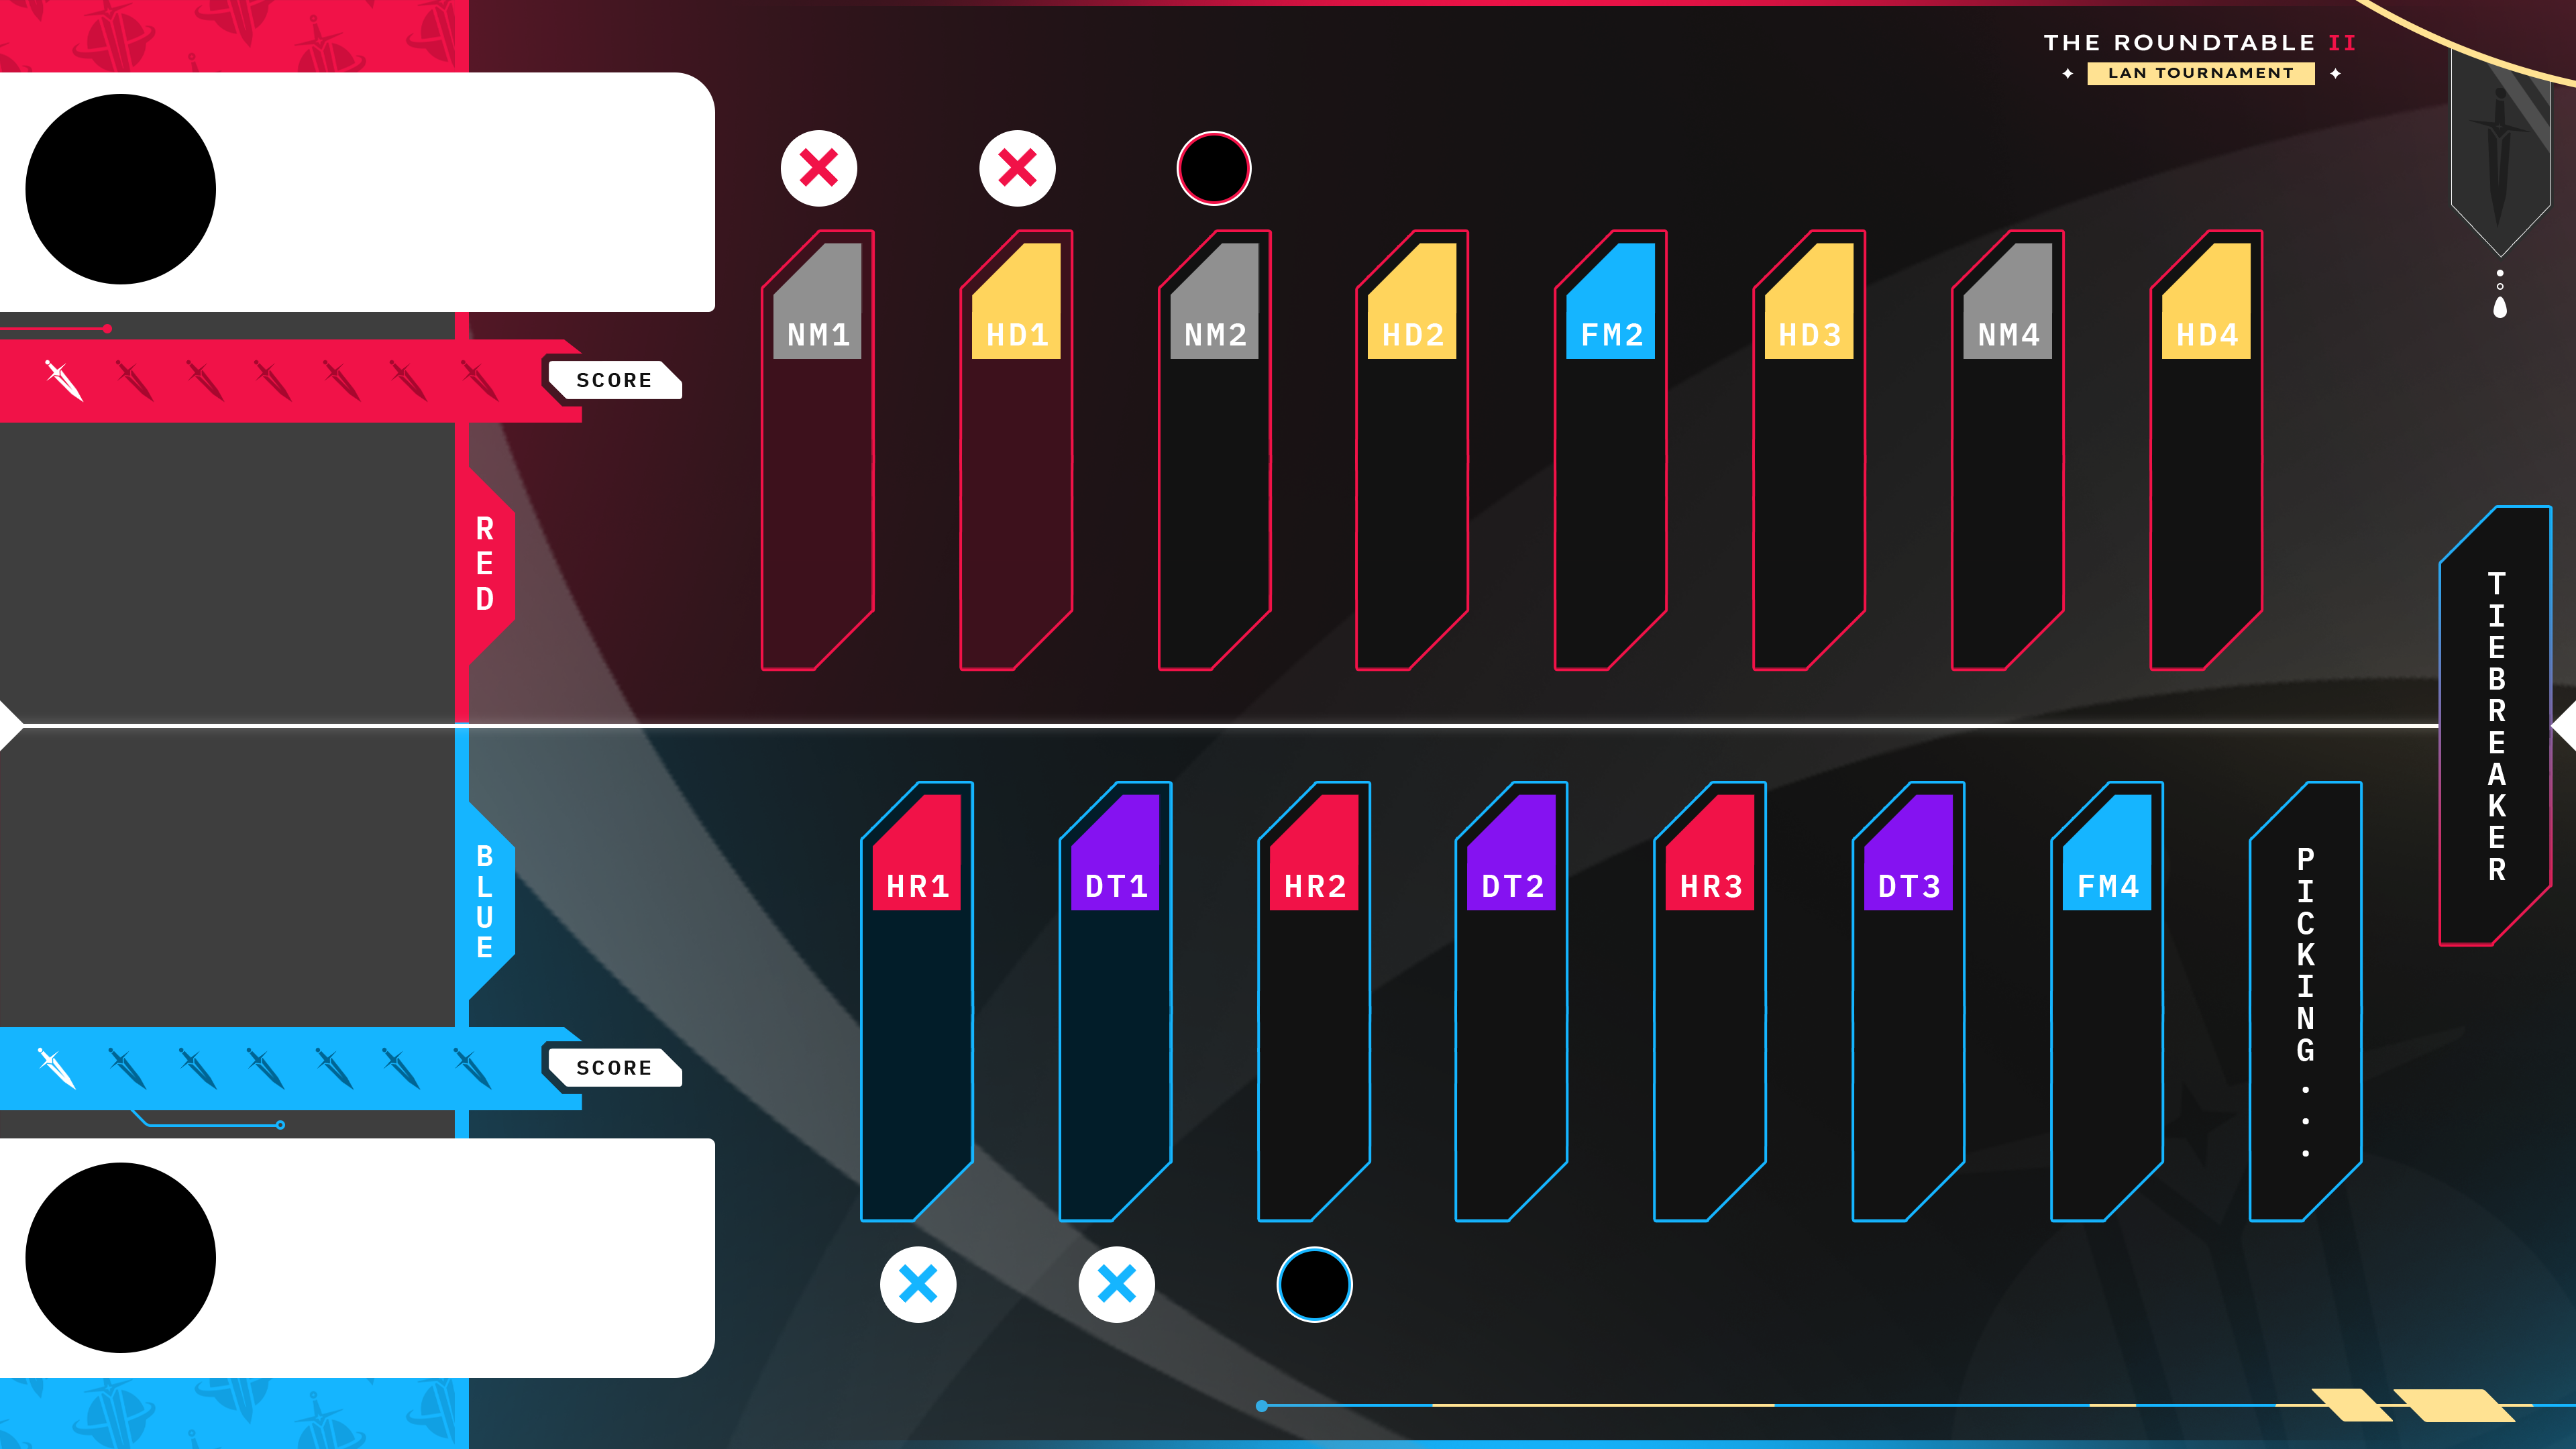 THE ROUNDTABLE II
LAN TOURNAMENT
NM1
HD1
NM2
HD2
FM2
HD3
NM4
HD4
SCORE
RED
TIEBREAKER
BLUE
HR1
DT1
HR2
DT2
HR3
DT3
FM4
PICKING...
SCORE